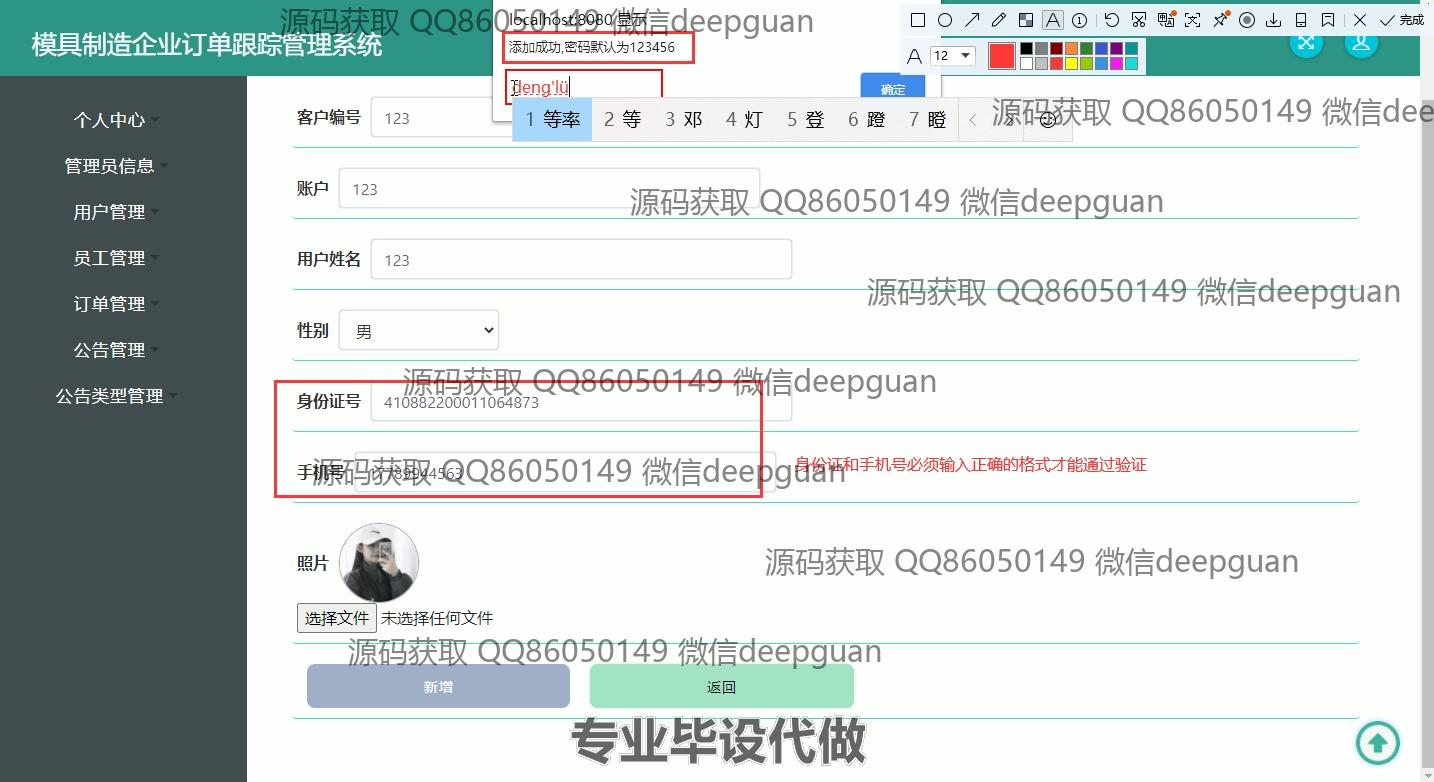 源码获取 QQ86050149 微信deepguan
localhost:8080 显示
完成
模具制造企业订单跟踪管理系统
添加成功,密码默认为123456
A 12
deng'lü
确定
1 等率 2 等 3 邓 4 灯 5 登 6 蹬 7 瞪
源码获取 QQ86050149 微信deep
个人中心
客户编号 123
管理员信息
账户 123
源码获取 QQ86050149 微信deepguan
用户管理
员工管理
用户姓名 123
源码获取 QQ86050149 微信deepguan
订单管理
性别 男
公告管理
源码获取 QQ86050149 微信deepguan
公告类型管理
身份证号 410882200011064873
手机号 17789944563
源码获取 QQ86050149 微信deepguan
身份证和手机号必须输入正确的格式才能通过验证
照片
源码获取 QQ86050149 微信deepguan
选择文件 未选择任何文件
源码获取 QQ86050149 微信deepguan
新增 返回
专业毕设代做